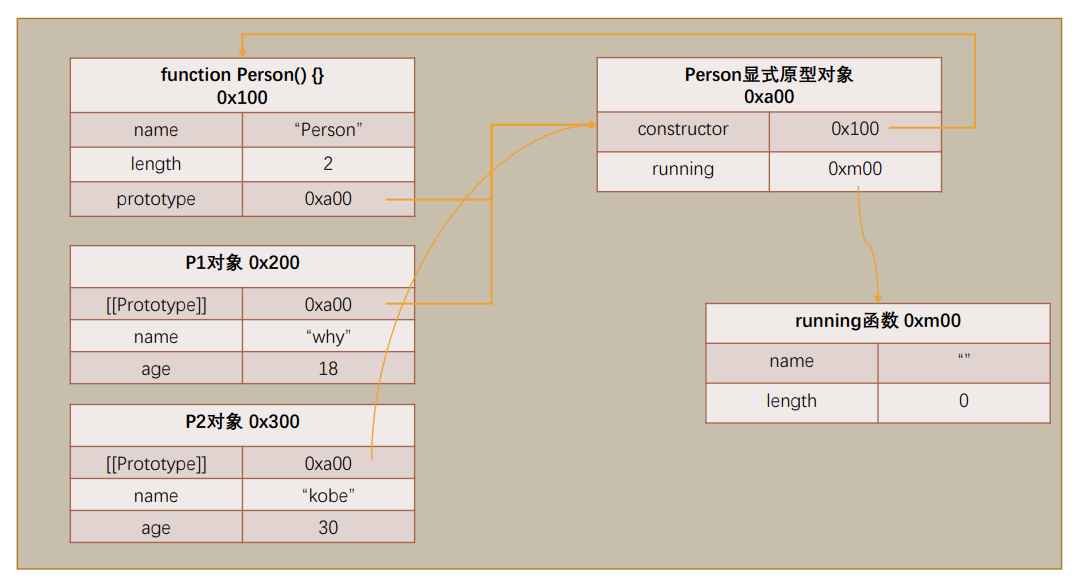 function Person() {}
0x100
name “Person”
length 2
prototype 0xa00
P1对象 0x200
[[Prototype]] 0xa00
name “why”
age 18
P2对象 0x300
[[Prototype]] 0xa00
name “kobe”
age 30
Person显式原型对象
0xa00
constructor 0x100
running 0xm00
running函数 0xm00
name “”
length 0